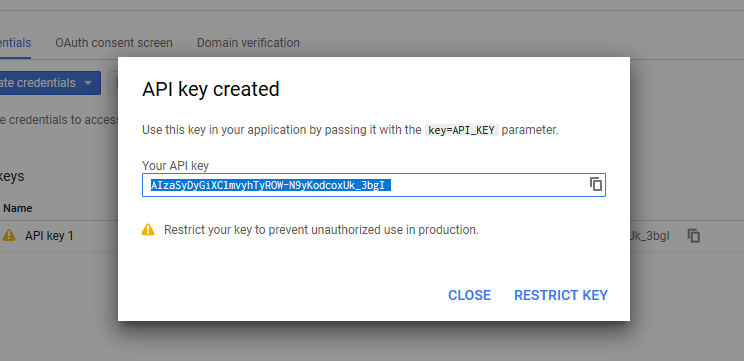 entials OAuth consent screen Domain verification
ate credentials
API key created
e credentials to access
Use this key in your application by passing it with the key=API_KEY parameter.
Your API key
AIzaSyDyGiXClmvyhTyROW-N9yKodcoxUk_3bgI
keys
Name
Restrict your key to prevent unauthorized use in production.
API key 1 Uk_3bgI
CLOSE RESTRICT KEY